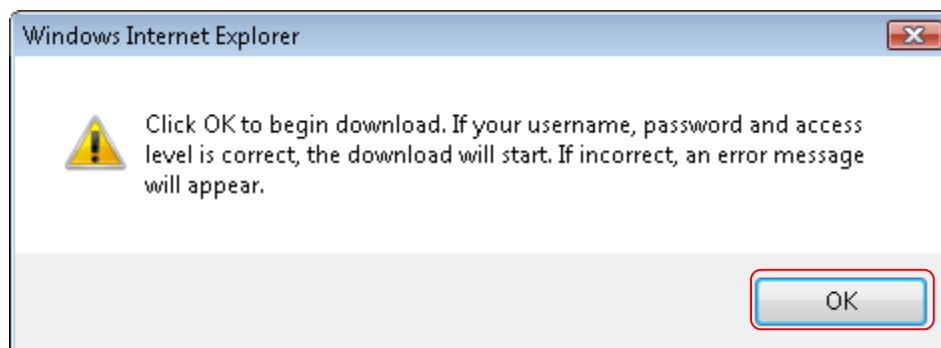 Windows Internet Explorer
Click OK to begin download. If your username, password and access
level is correct, the download will start. If incorrect, an error message
will appear.
OK